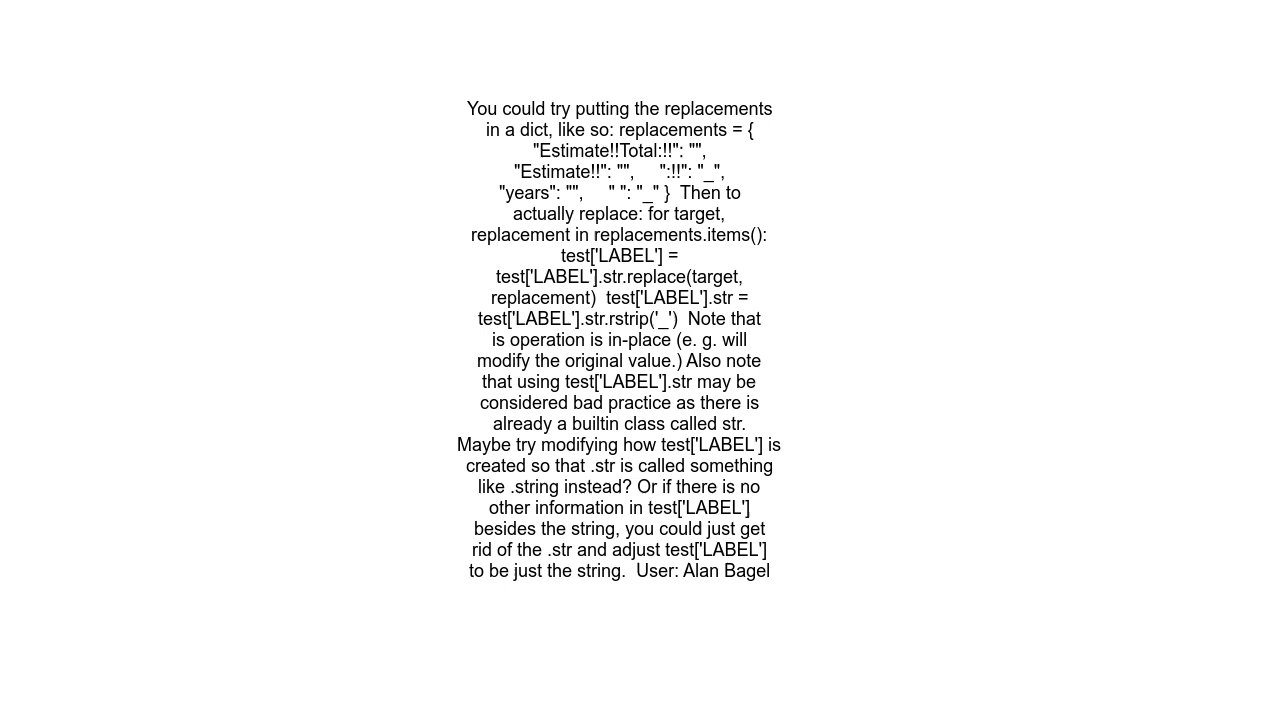 You could try putting the replacements
in a dict, like so: replacements = {
"Estimate!!Total:!!": "",
"Estimate!!": "",     ":!!": "_",
"years": "",     " ": "_" }  Then to
actually replace: for target,
replacement in replacements.items():
test['LABEL'] =
test['LABEL'].str.replace(target,
replacement)  test['LABEL'].str =
test['LABEL'].str.rstrip('_')  Note that
is operation is in-place (e. g. will
modify the original value.) Also note
that using test['LABEL'].str may be
considered bad practice as there is
already a builtin class called str.
Maybe try modifying how test['LABEL'] is
created so that .str is called something
like .string instead? Or if there is no
other information in test['LABEL']
besides the string, you could just get
rid of the .str and adjust test['LABEL']
to be just the string.  User: Alan Bagel